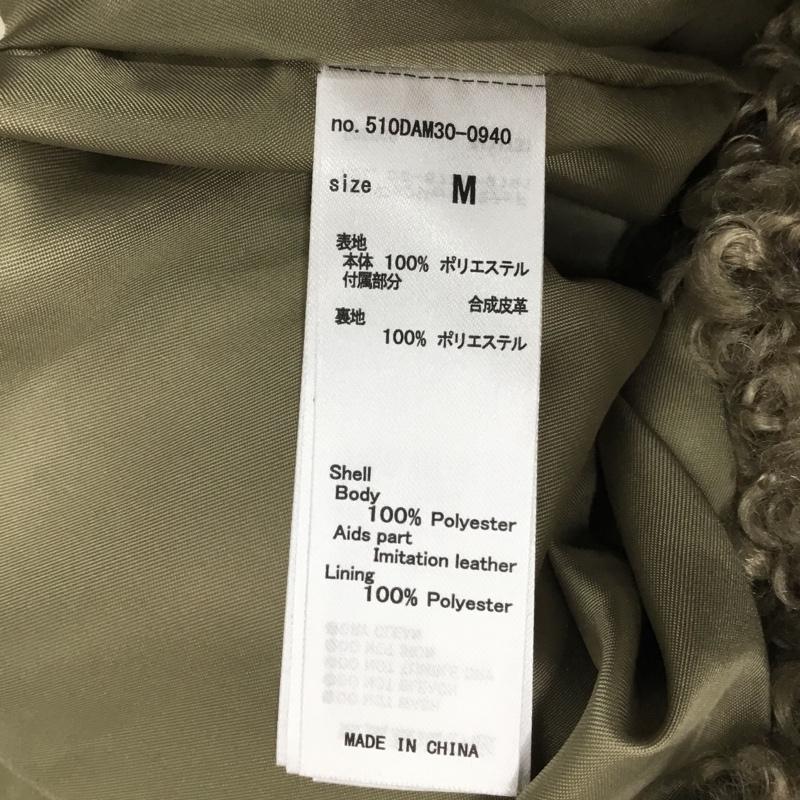 no. 510DAM30-0940
size M
表地
本体 100% ポリエステル
付属部分
合成皮革
裏地
100% ポリエステル
Shell
Body
100% Polyester
Aids part
Imitation leather
Lining
100% Polyester
MADE IN CHINA